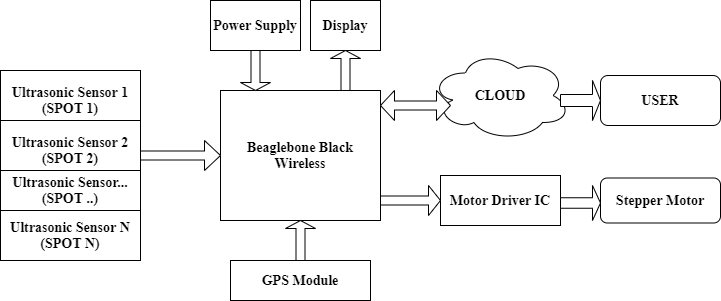 Power Supply
Display
Ultrasonic Sensor 1
(SPOT 1)
Ultrasonic Sensor 2
(SPOT 2)
Ultrasonic Sensor...
(SPOT ..)
Ultrasonic Sensor N
(SPOT N)
Beaglebone Black
Wireless
CLOUD
USER
Motor Driver IC
Stepper Motor
GPS Module